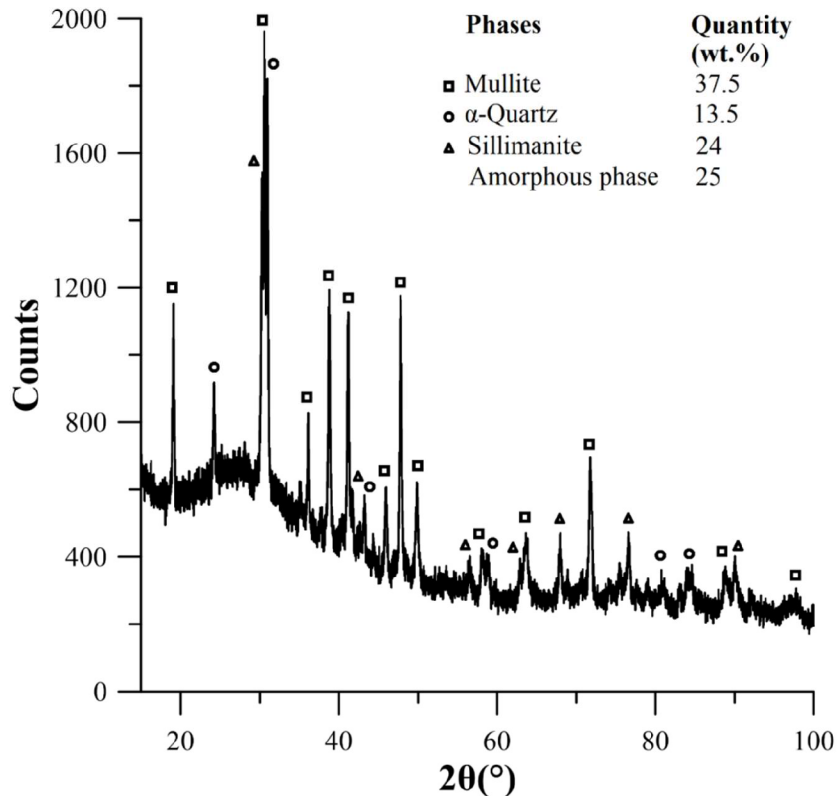 Phases Quantity (wt.%)
Mullite 37.5
α-Quartz 13.5
Sillimanite 24
Amorphous phase 25
Counts
2000
1600
1200
800
400
0
20 40 60 80 100
2θ(°)